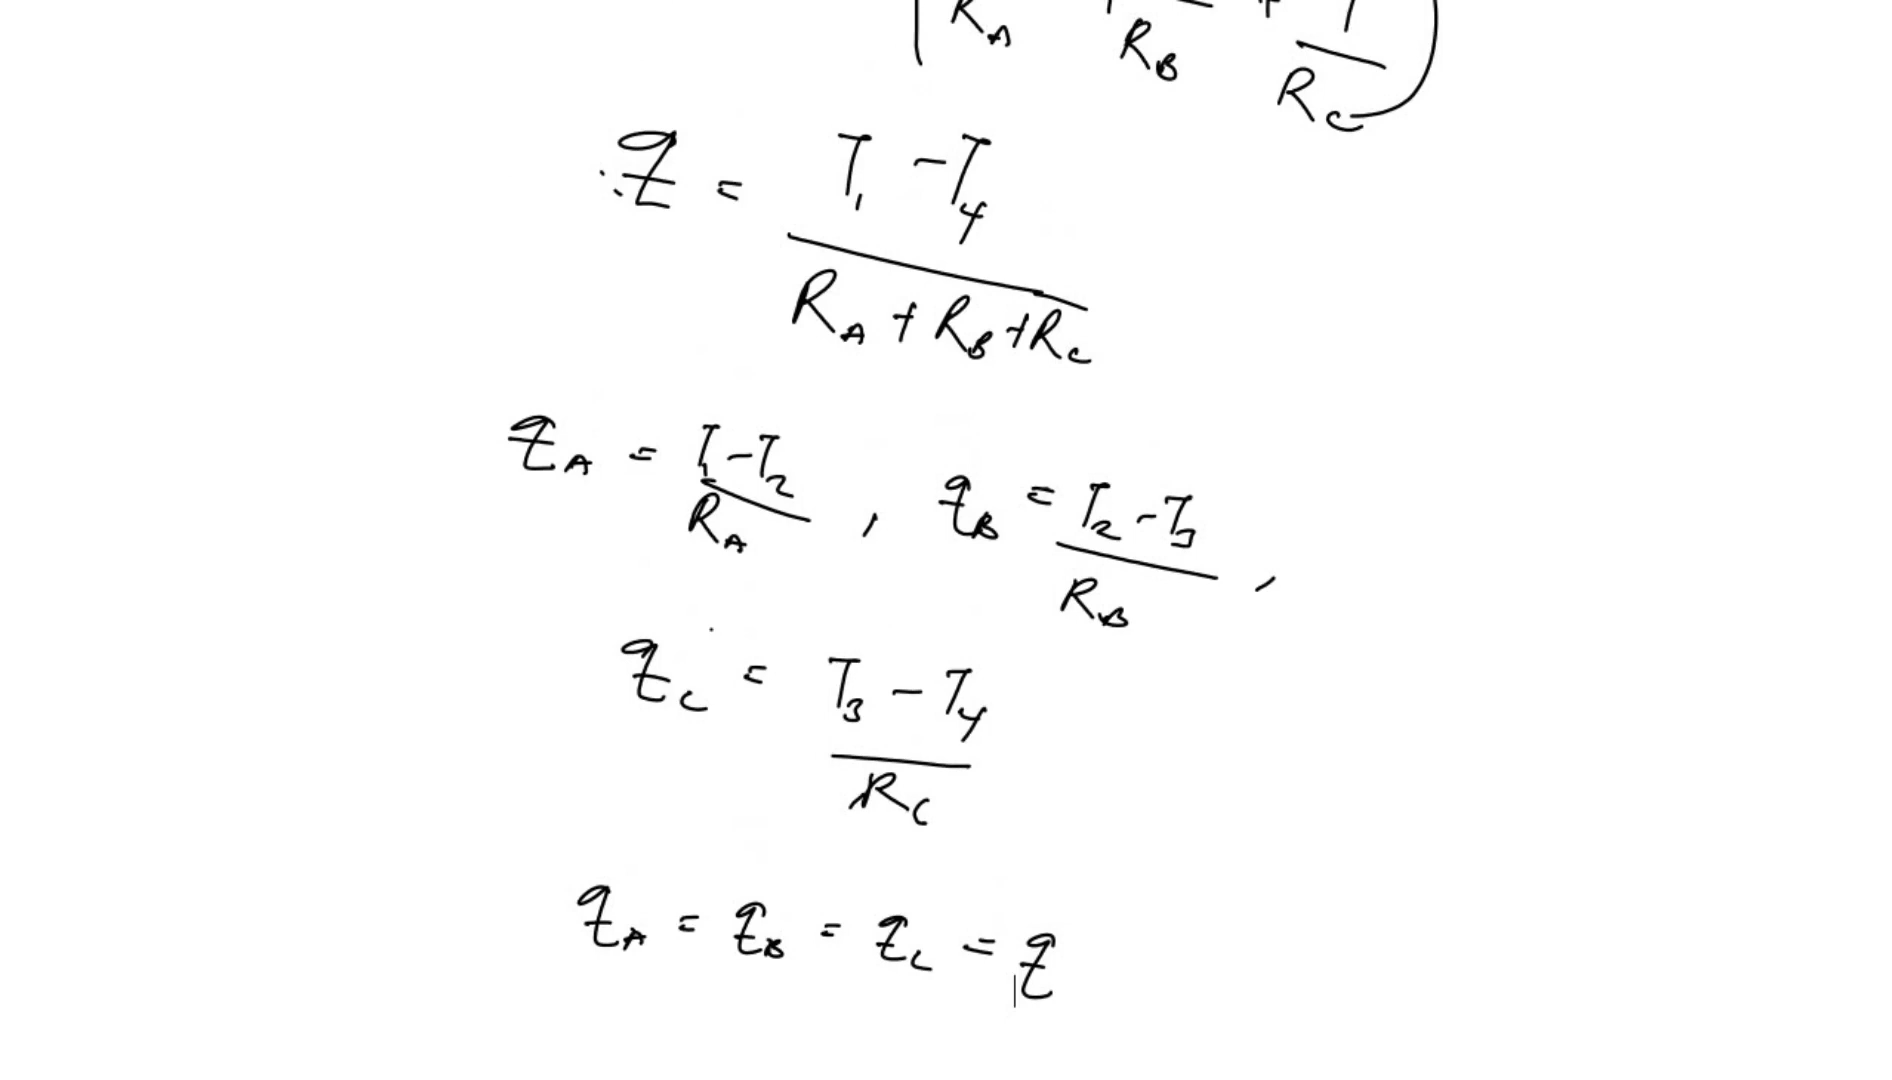 R_A + R_B + 1/R_C)
∴ q = (T_1 - T_4)/(R_A + R_B + R_C)
q_A = (T_1 - T_2)/R_A , q_B = (T_2 - T_3)/R_B ,
q_C = (T_3 - T_4)/R_C
q_A = q_B = q_C = q